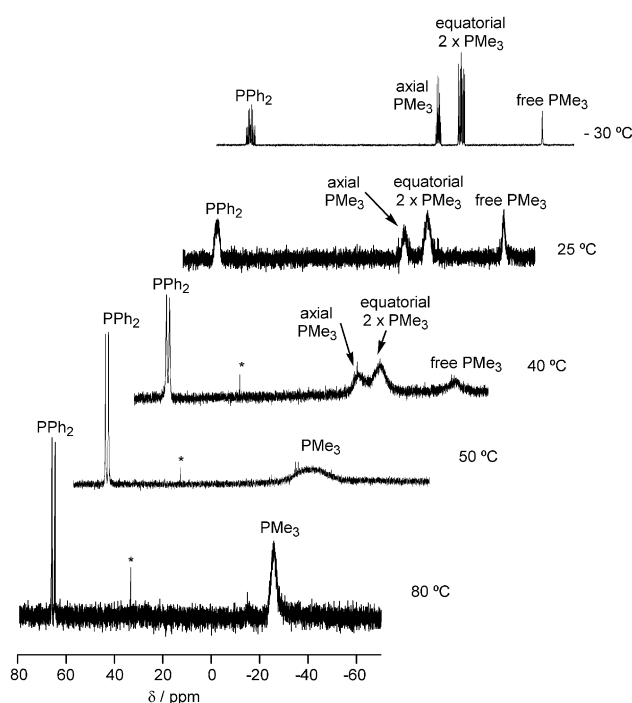 equatorial
2 x PMe3
axial
PMe3
PPh2
free PMe3
- 30 ºC
axial
PMe3
equatorial
2 x PMe3
PPh2
free PMe3
25 ºC
PPh2
axial
PMe3
equatorial
2 x PMe3
*
free PMe3
40 ºC
PPh2
PMe3
*
50 ºC
PPh2
PMe3
*
80 ºC
80 60 40 20 0 -20 -40 -60
δ / ppm